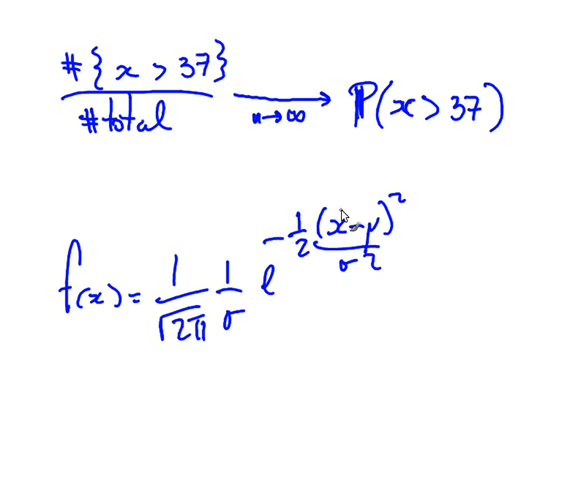 #{x > 37} / #total ⟶ n→∞ ℙ(x > 37)
f(x) = 1/√2π 1/σ e^(-1/2 (x-μ)²/σ²)